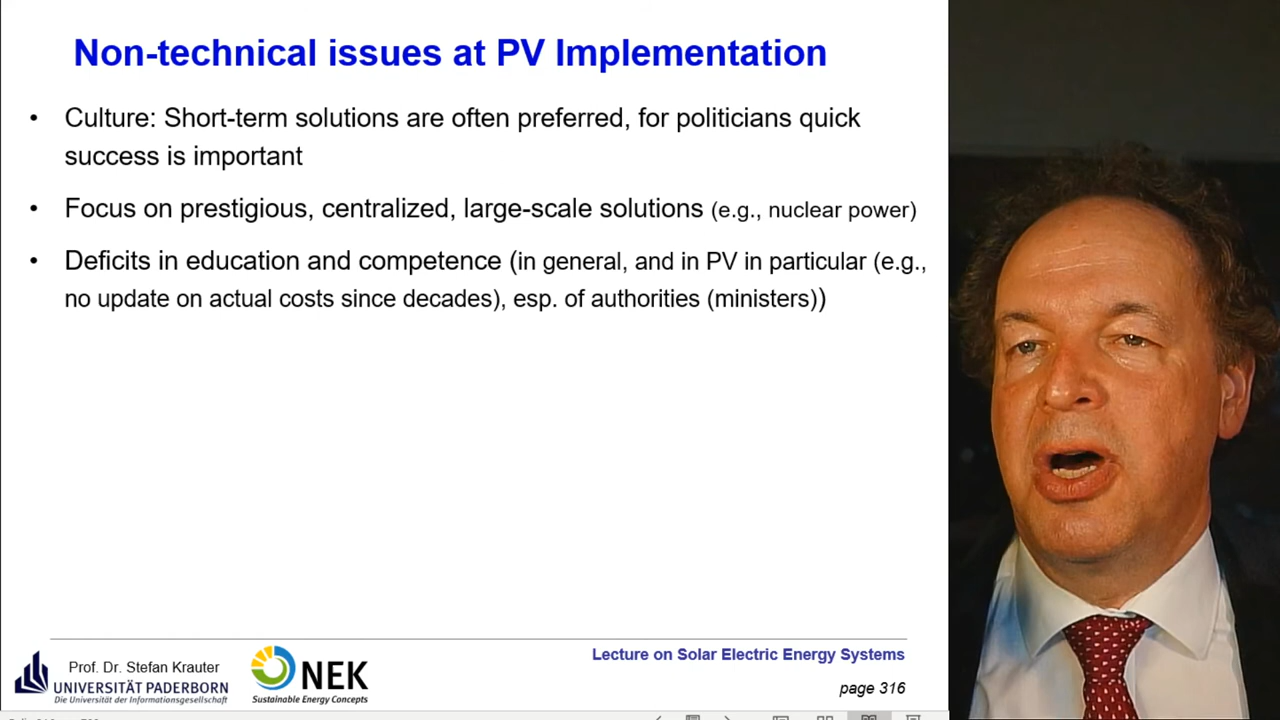 Non-technical issues at PV Implementation
• Culture: Short-term solutions are often preferred, for politicians quick
success is important
• Focus on prestigious, centralized, large-scale solutions (e.g., nuclear power)
• Deficits in education and competence (in general, and in PV in particular (e.g.,
no update on actual costs since decades), esp. of authorities (ministers))
Lecture on Solar Electric Energy Systems
page 316
Prof. Dr. Stefan Krauter
UNIVERSITÄT PADERBORN
Die Universität der Informationsgesellschaft
NEK
Sustainable Energy Concepts